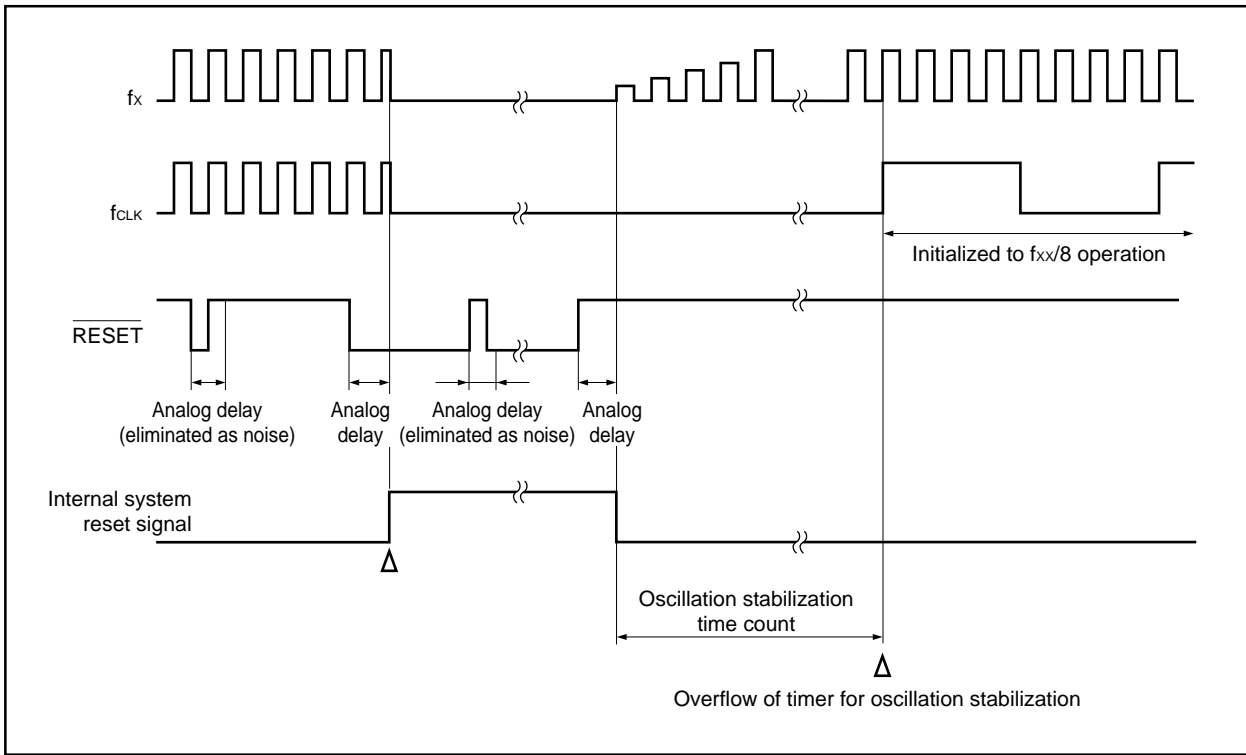 fX
fCLK
Initialized to fXX/8 operation
RESET
Analog delay
(eliminated as noise)
Analog
delay
Analog delay
(eliminated as noise)
Analog
delay
Internal system
reset signal
Oscillation stabilization
time count
Overflow of timer for oscillation stabilization